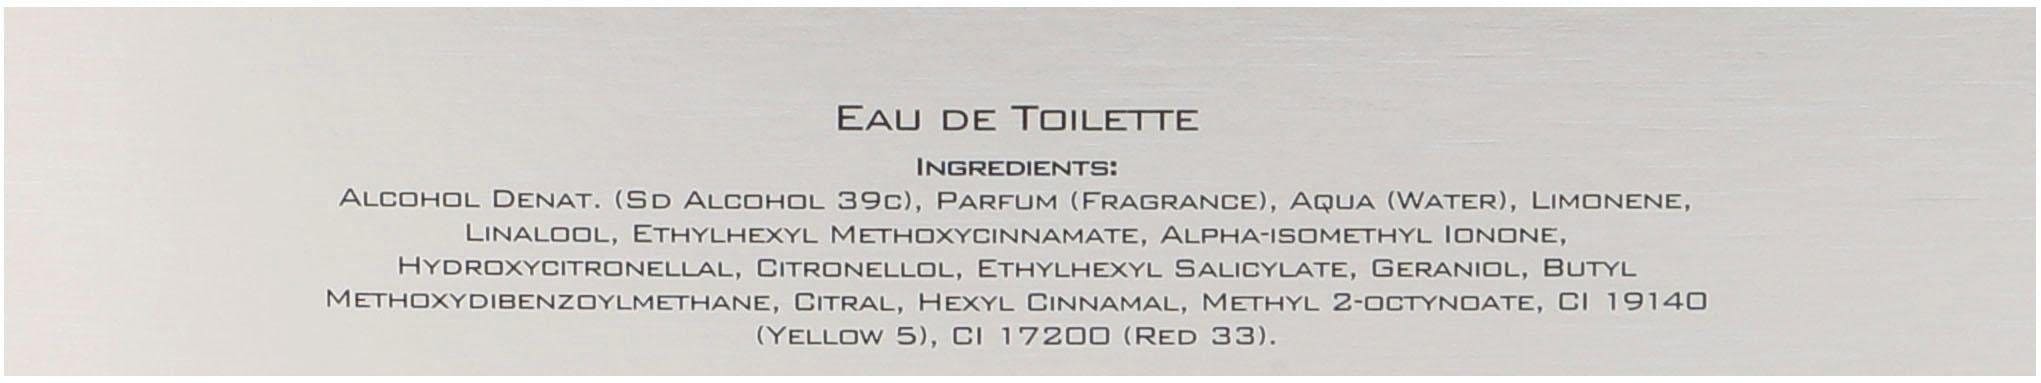 Eau de Toilette
Ingredients:
Alcohol Denat. (Sd Alcohol 39c), Parfum (Fragrance), Aqua (Water), Limonene,
Linalool, Ethylhexyl Methoxycinnamate, Alpha-isomethyl Ionone,
Hydroxycitronellal, Citronellol, Ethylhexyl Salicylate, Geraniol, Butyl
Methoxydibenzoylmethane, Citral, Hexyl Cinnamal, Methyl 2-octynoate, CI 19140
(Yellow 5), CI 17200 (Red 33).